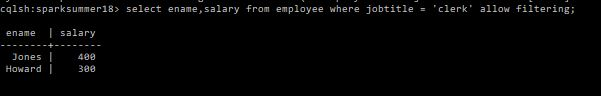 cqlsh:sparksummer18> select ename,salary from employee where jobtitle = 'clerk' allow filtering;
ename | salary
--------+--------
Jones | 400
Howard | 300